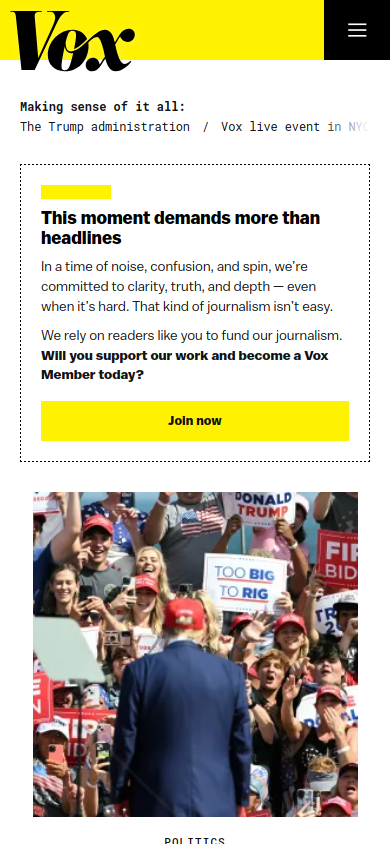 Vox
Making sense of it all:
The Trump administration / Vox live event in NYC
This moment demands more than
headlines
In a time of noise, confusion, and spin, we're
committed to clarity, truth, and depth — even
when it's hard. That kind of journalism isn't easy.
We rely on readers like you to fund our journalism.
Will you support our work and become a Vox
Member today?
Join now
DONALD
TRUMP
TOO BIG
TO RIG
FIR
BID
POLITICS